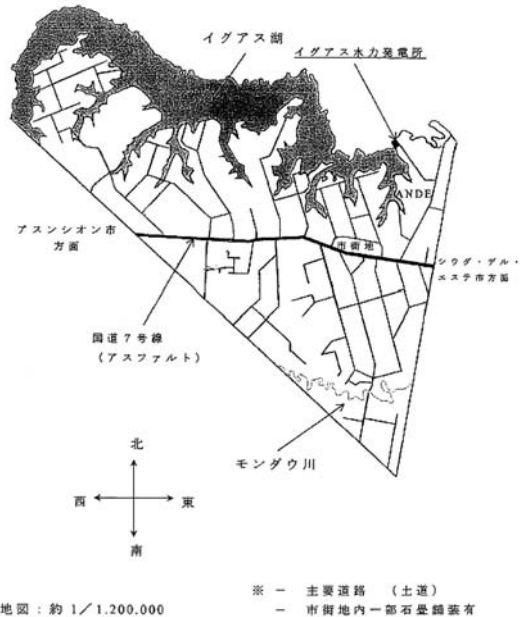 イグアス湖
イグアス水力発電所
ANDE
アスンシオン市
方面
市街地
シウダ・デル・
エステ市方面
国道7号線
(アスファルト)
モンダウ川
北
西
東
南
※ - 主要道路 (土道)
地図:約 1/1.200.000
- 市街地内一部石畳舗装有